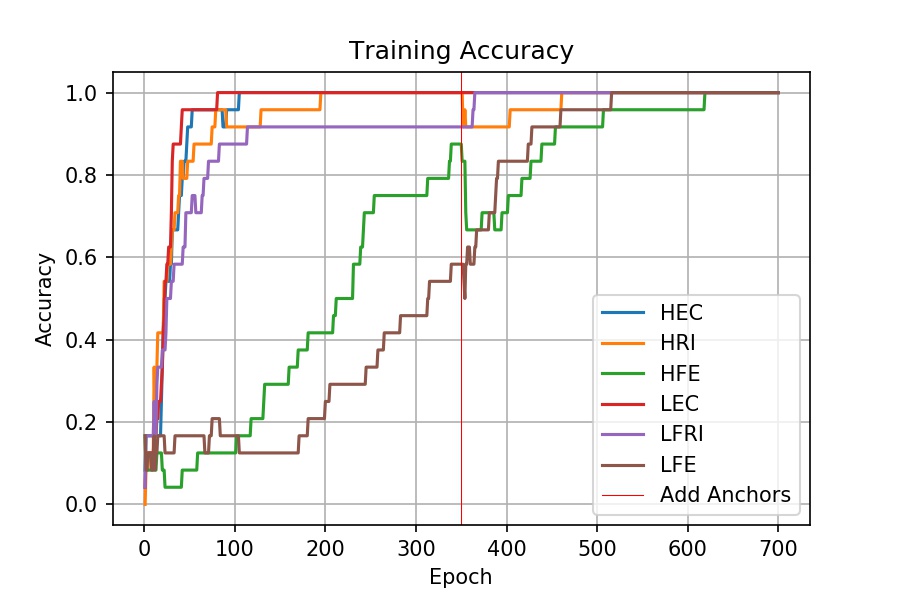 Training Accuracy
1.0
0.8
0.6
0.4
0.2
0.0
Accuracy
0 100 200 300 400 500 600 700
Epoch
HEC
HRI
HFE
LEC
LFRI
LFE
Add Anchors